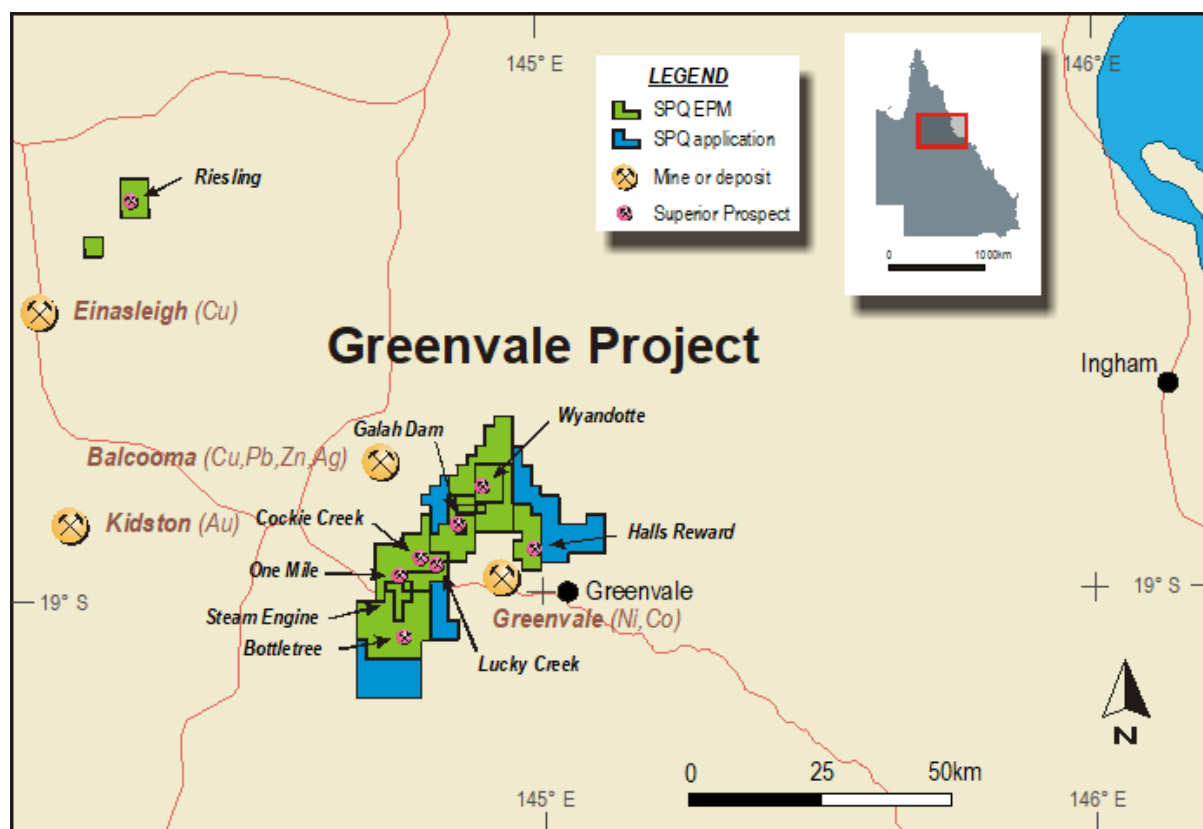 145° E
146° E
LEGEND
SPQ EPM
SPQ application
Mine or deposit
Superior Prospect
0 1000km
Riesling
Einasleigh (Cu)
Greenvale Project
Ingham
Wyandotte
Galah Dam
Balcooma (Cu,Pb,Zn,Ag)
Cockie Creek
Kidston (Au)
Halls Reward
One Mile
19° S
19° S
Greenvale
Steam Engine
Greenvale (Ni,Co)
Bottletree
Lucky Creek
N
0 25 50km
145° E
146° E